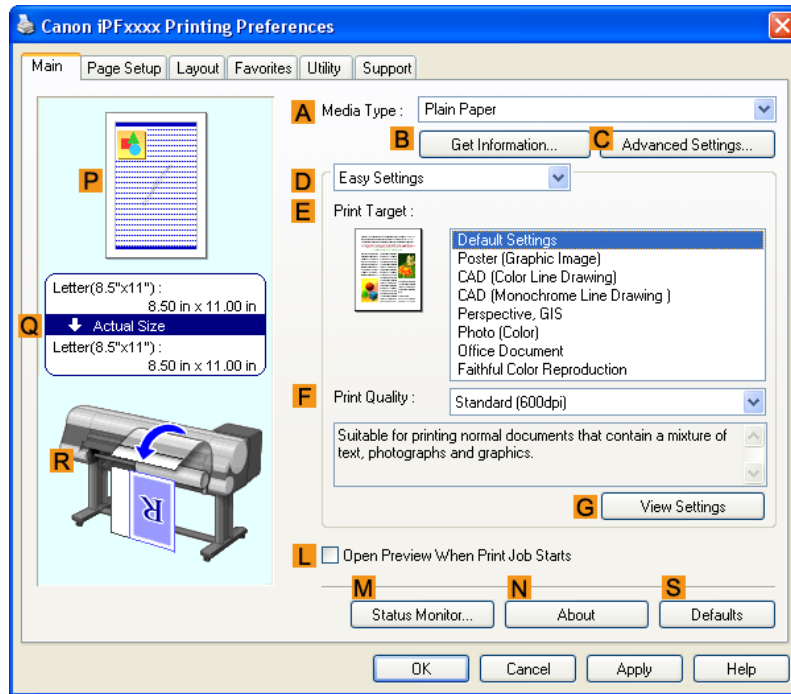 Canon iPFxxxx Printing Preferences
Main Page Setup Layout Favorites Utility Support
A Media Type : Plain Paper
B Get Information... C Advanced Settings...
P
D Easy Settings
E Print Target :
Default Settings
Poster (Graphic Image)
CAD (Color Line Drawing)
CAD (Monochrome Line Drawing )
Perspective, GIS
Photo (Color)
Office Document
Faithful Color Reproduction
Letter(8.5"x11") :
8.50 in x 11.00 in
Q Actual Size
Letter(8.5"x11") :
8.50 in x 11.00 in
F Print Quality : Standard (600dpi)
Suitable for printing normal documents that contain a mixture of
text, photographs and graphics.
R
R
G View Settings
L Open Preview When Print Job Starts
M N S
Status Monitor... About Defaults
OK Cancel Apply Help